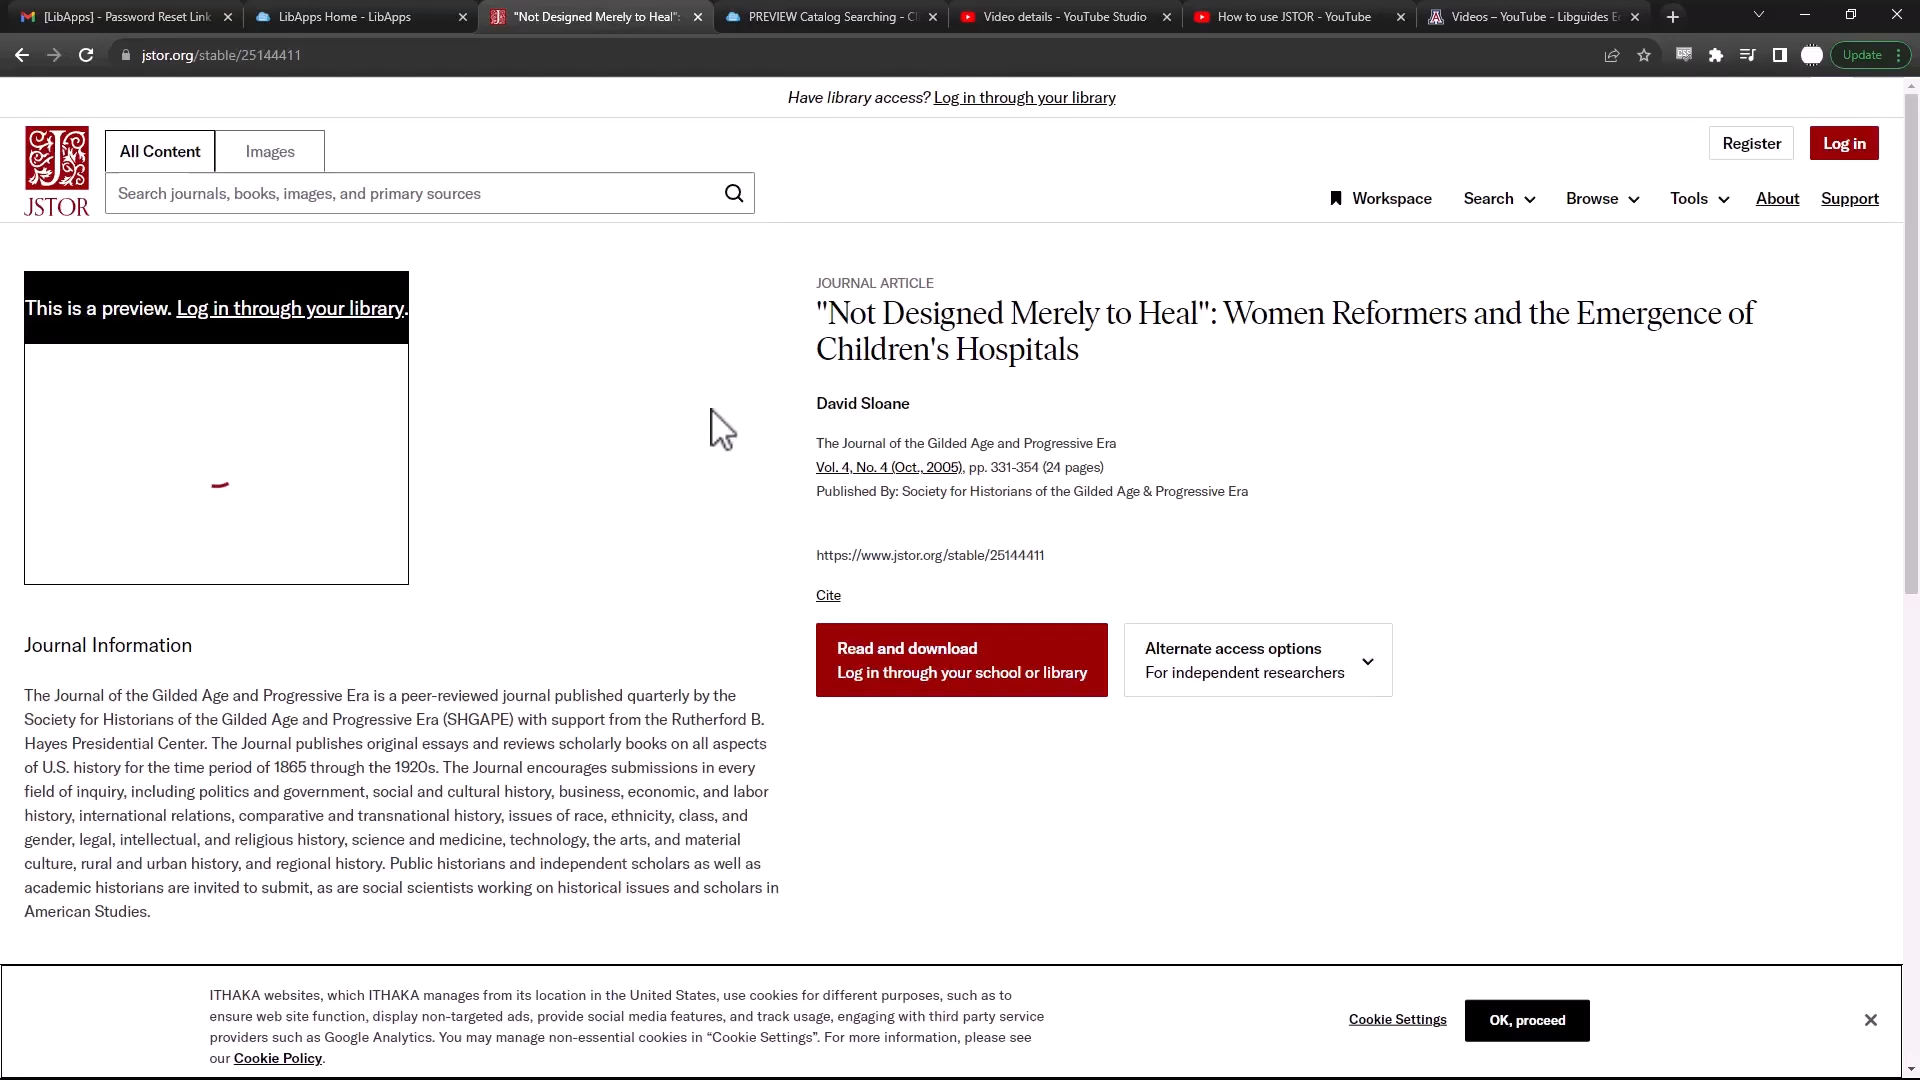 [LibApps] - Password Reset Link
LibApps Home - LibApps
"Not Designed Merely to Heal":
PREVIEW Catalog Searching - Cl
Video details - YouTube Studio
How to use JSTOR - YouTube
Videos – YouTube - Libguides Ec
jstor.org/stable/25144411
Update
Have library access? Log in through your library
All Content
Images
Register
Log in
JSTOR
Search journals, books, images, and primary sources
Workspace
Search
Browse
Tools
About
Support
This is a preview. Log in through your library.
JOURNAL ARTICLE
"Not Designed Merely to Heal": Women Reformers and the Emergence of
Children's Hospitals
David Sloane
The Journal of the Gilded Age and Progressive Era
Vol. 4, No. 4 (Oct., 2005), pp. 331-354 (24 pages)
Published By: Society for Historians of the Gilded Age & Progressive Era
https://www.jstor.org/stable/25144411
Cite
Read and download
Log in through your school or library
Alternate access options
For independent researchers
Journal Information
The Journal of the Gilded Age and Progressive Era is a peer-reviewed journal published quarterly by the
Society for Historians of the Gilded Age and Progressive Era (SHGAPE) with support from the Rutherford B.
Hayes Presidential Center. The Journal publishes original essays and reviews scholarly books on all aspects
of U.S. history for the time period of 1865 through the 1920s. The Journal encourages submissions in every
field of inquiry, including politics and government, social and cultural history, business, economic, and labor
history, international relations, comparative and transnational history, issues of race, ethnicity, class, and
gender, legal, intellectual, and religious history, science and medicine, technology, the arts, and material
culture, rural and urban history, and regional history. Public historians and independent scholars as well as
academic historians are invited to submit, as are social scientists working on historical issues and scholars in
American Studies.
ITHAKA websites, which ITHAKA manages from its location in the United States, use cookies for different purposes, such as to
ensure web site function, display non-targeted ads, provide social media features, and track usage, engaging with third party service
providers such as Google Analytics. You may manage non-essential cookies in “Cookie Settings”. For more information, please see
our Cookie Policy.
Cookie Settings
OK, proceed